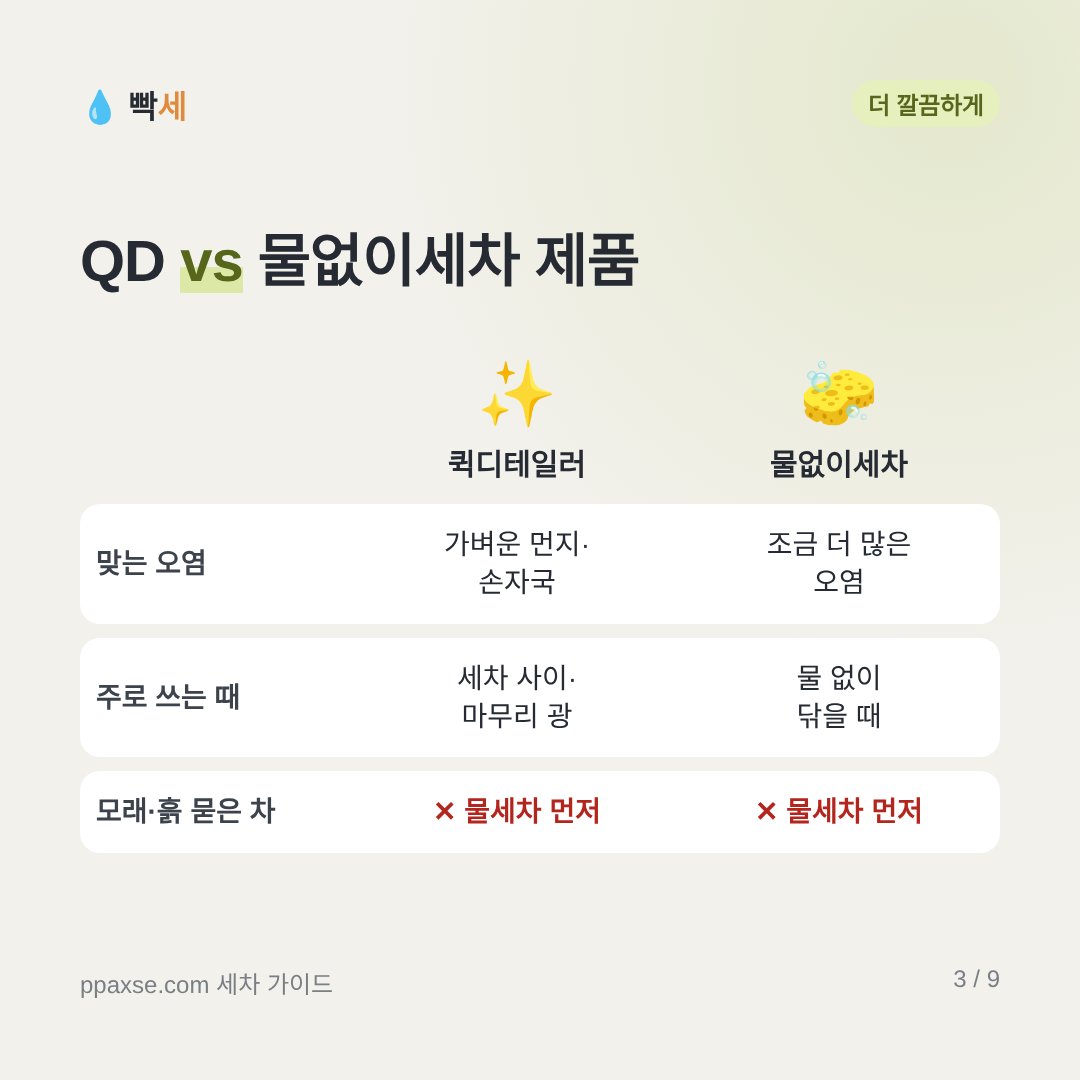 빡세
더 깔끔하게
QD vs 물없이세차 제품
퀵디테일러
물없이세차
맞는 오염
가벼운 먼지·
손자국
조금 더 많은
오염
주로 쓰는 때
세차 사이·
마무리 광
물 없이
닦을 때
모래·흙 묻은 차
✕ 물세차 먼저
✕ 물세차 먼저
ppaxse.com 세차 가이드
3 / 9